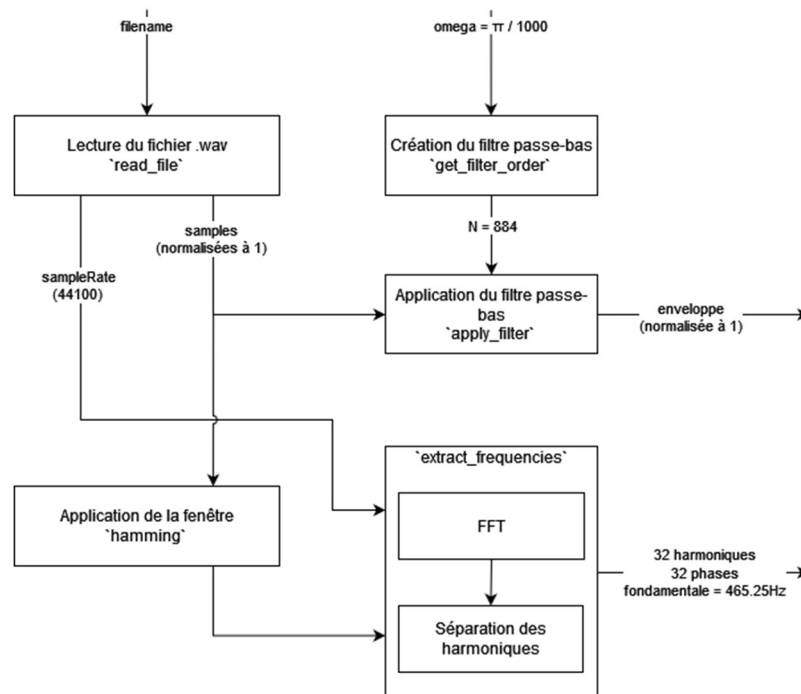 filename
omega = π / 1000
Lecture du fichier .wav
`read_file`
Création du filtre passe-bas
`get_filter_order`
samples
(normalisées à 1)
N = 884
sampleRate
(44100)
Application du filtre passe-
bas
`apply_filter`
enveloppe
(normalisée à 1)
`extract_frequencies`
Application de la fenêtre
`hamming`
FFT
32 harmoniques
32 phases
fondamentale = 465.25Hz
Séparation des
harmoniques